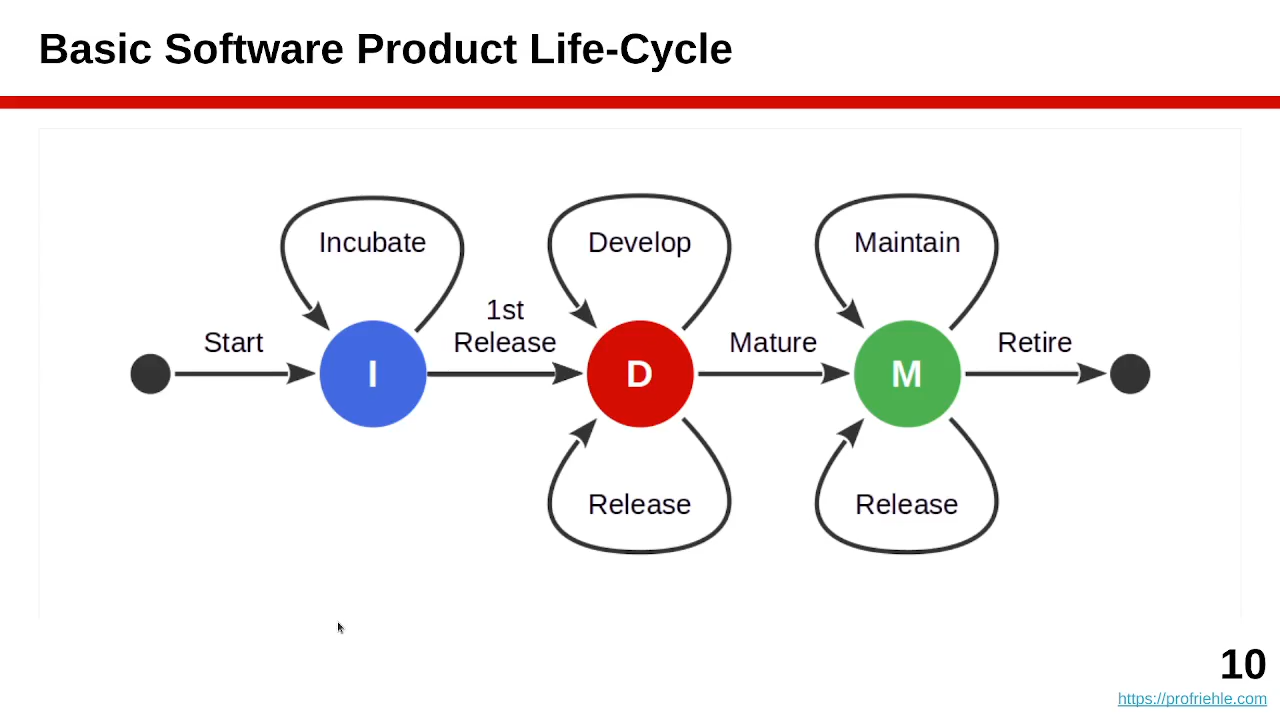 Basic Software Product Life-Cycle
Incubate
Develop
Maintain
Start
1st
Release
Mature
Retire
I
D
M
Release
Release
10
https://profriehle.com